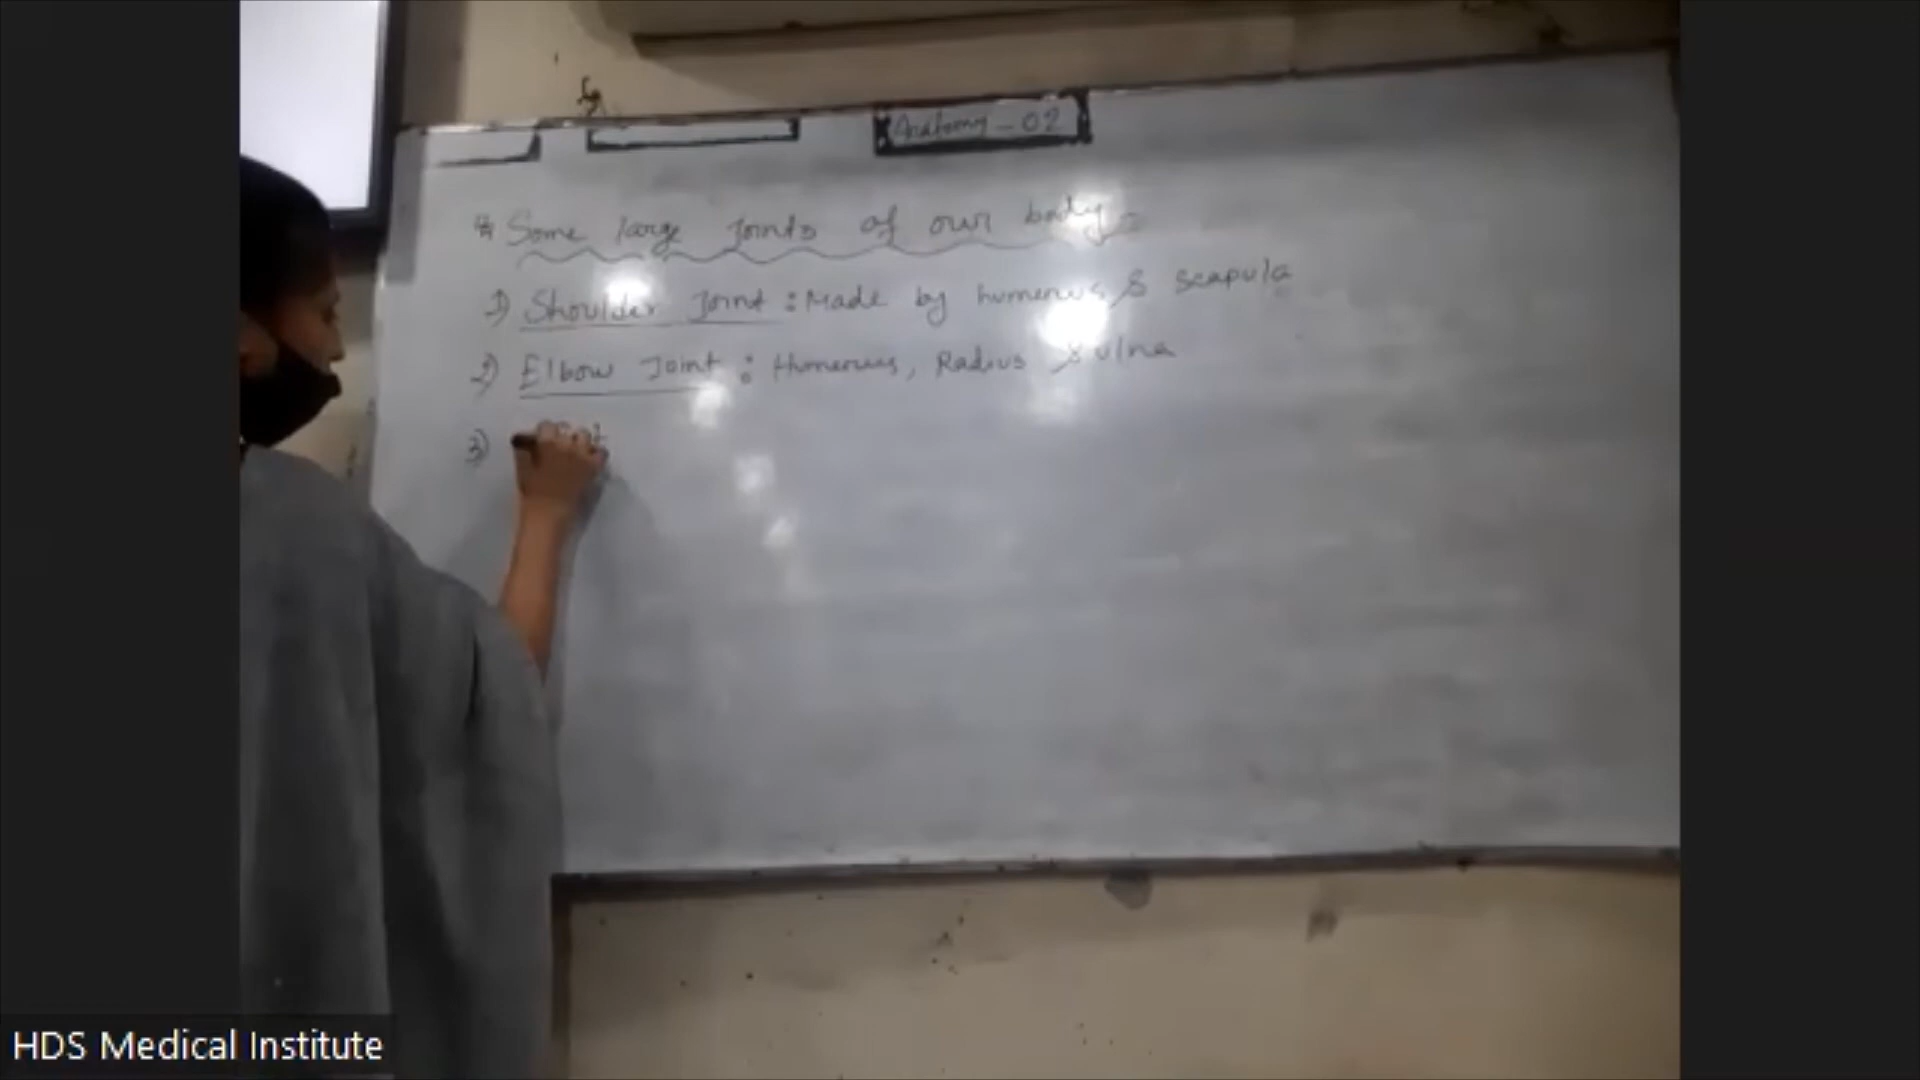 Anatomy - 02
# Some large Joints of our body :-
1) Shoulder Joint : Made by humerus & scapula
2) Elbow Joint : Humerus, Radius & ulna
3)
HDS Medical Institute